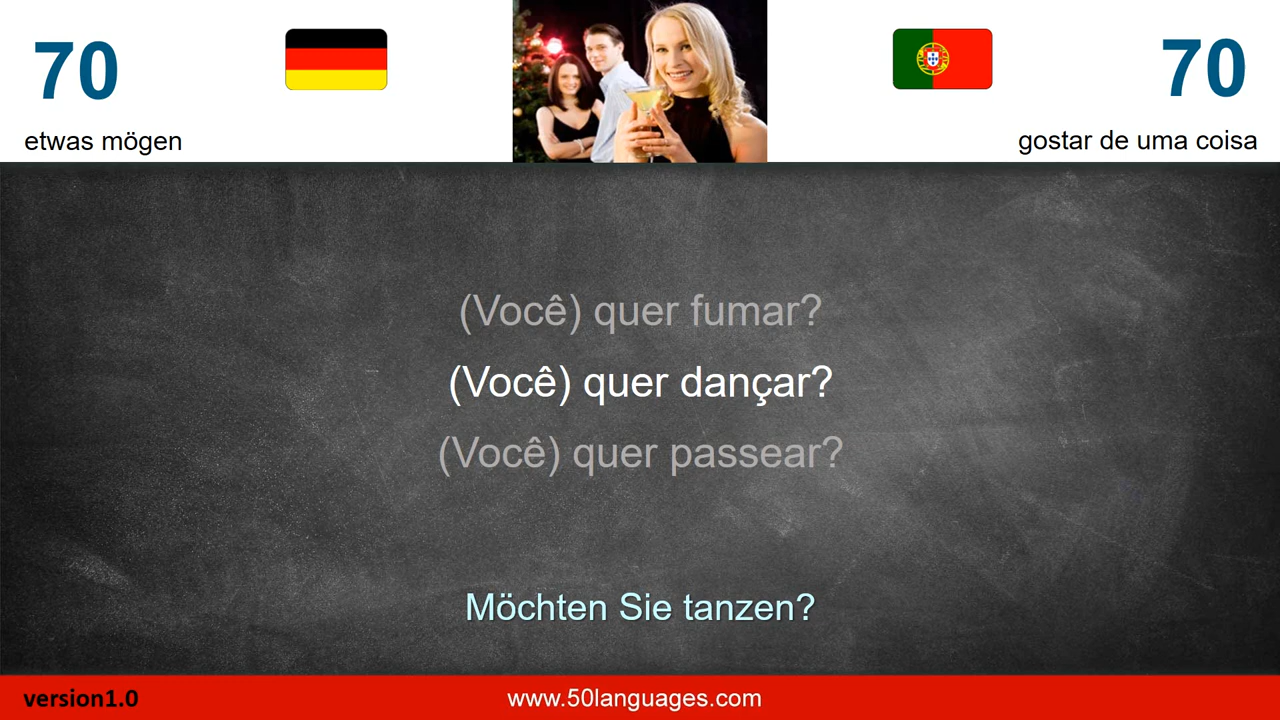 70
70
etwas mögen
gostar de uma coisa
(Você) quer fumar?
(Você) quer dançar?
(Você) quer passear?
Möchten Sie tanzen?
version1.0
www.50languages.com